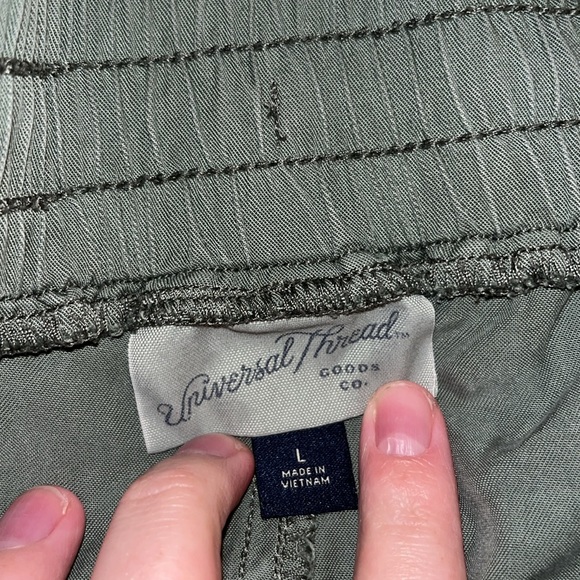 Universal Thread™
GOODS
CO.
L
MADE IN
VIETNAM